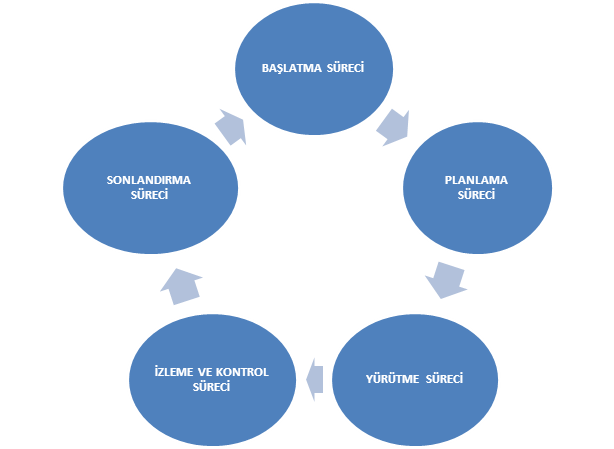 BAŞLATMA SÜRECİ
PLANLAMA
SÜRECİ
YÜRÜTME SÜRECİ
İZLEME VE KONTROL
SÜRECİ
SONLANDIRMA
SÜRECİ